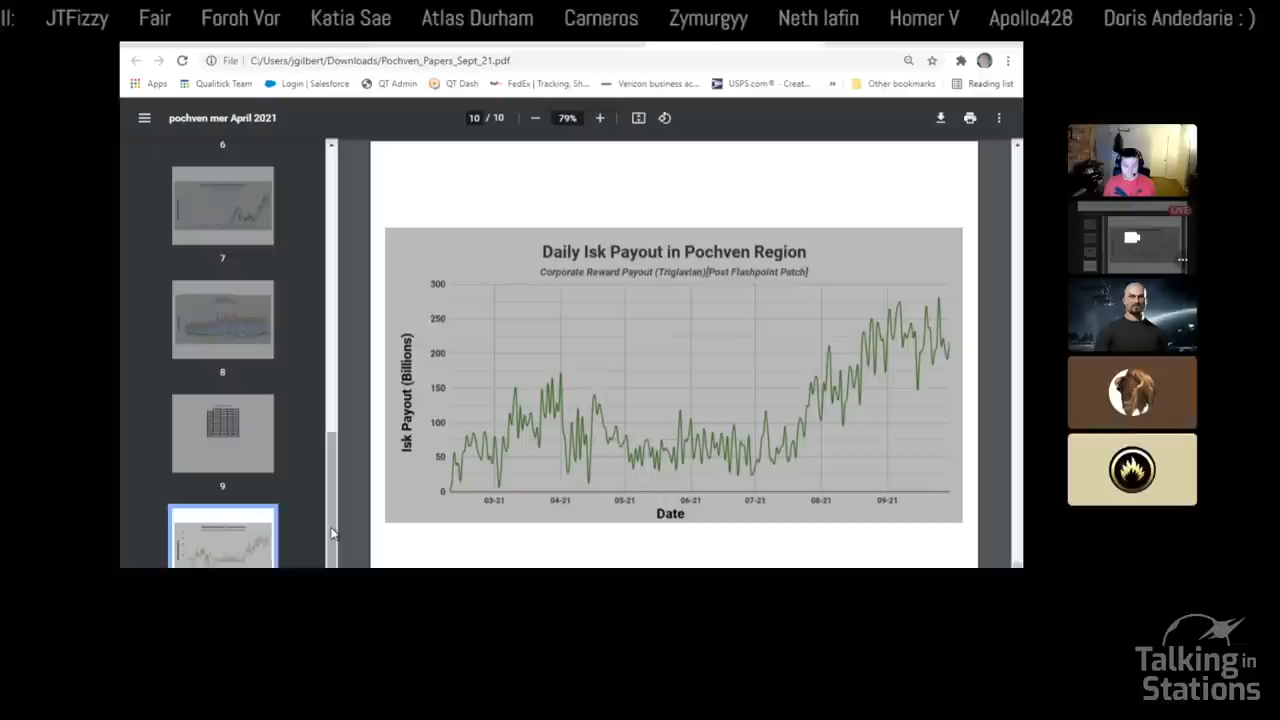 ll: JTFizzy Fair Foroh Vor Katia Sae Atlas Durham Carneros Zymurgyy Neth Iafin Homer V Apollo428 Doris Andedarie : )
File C:/Users/jgilbert/Downloads/Pochven_Papers_Sept_21.pdf
Apps Qualitick Team Login | Salesforce QT Admin QT Dash FedEx | Tracking, Sh... Verizon business ac... USPS.com® - Creat... » Other bookmarks Reading list
pochven mer April 2021 10 / 10 — 79% +
6
7
8
9
Daily Isk Payout in Pochven Region
Corporate Reward Payout (Triglavian)[Post Flashpoint Patch]
300
250
200
150
100
50
0
Isk Payout (Billions)
03-21 04-21 05-21 06-21 07-21 08-21 09-21
Date
LIVE
Talking in
Stations